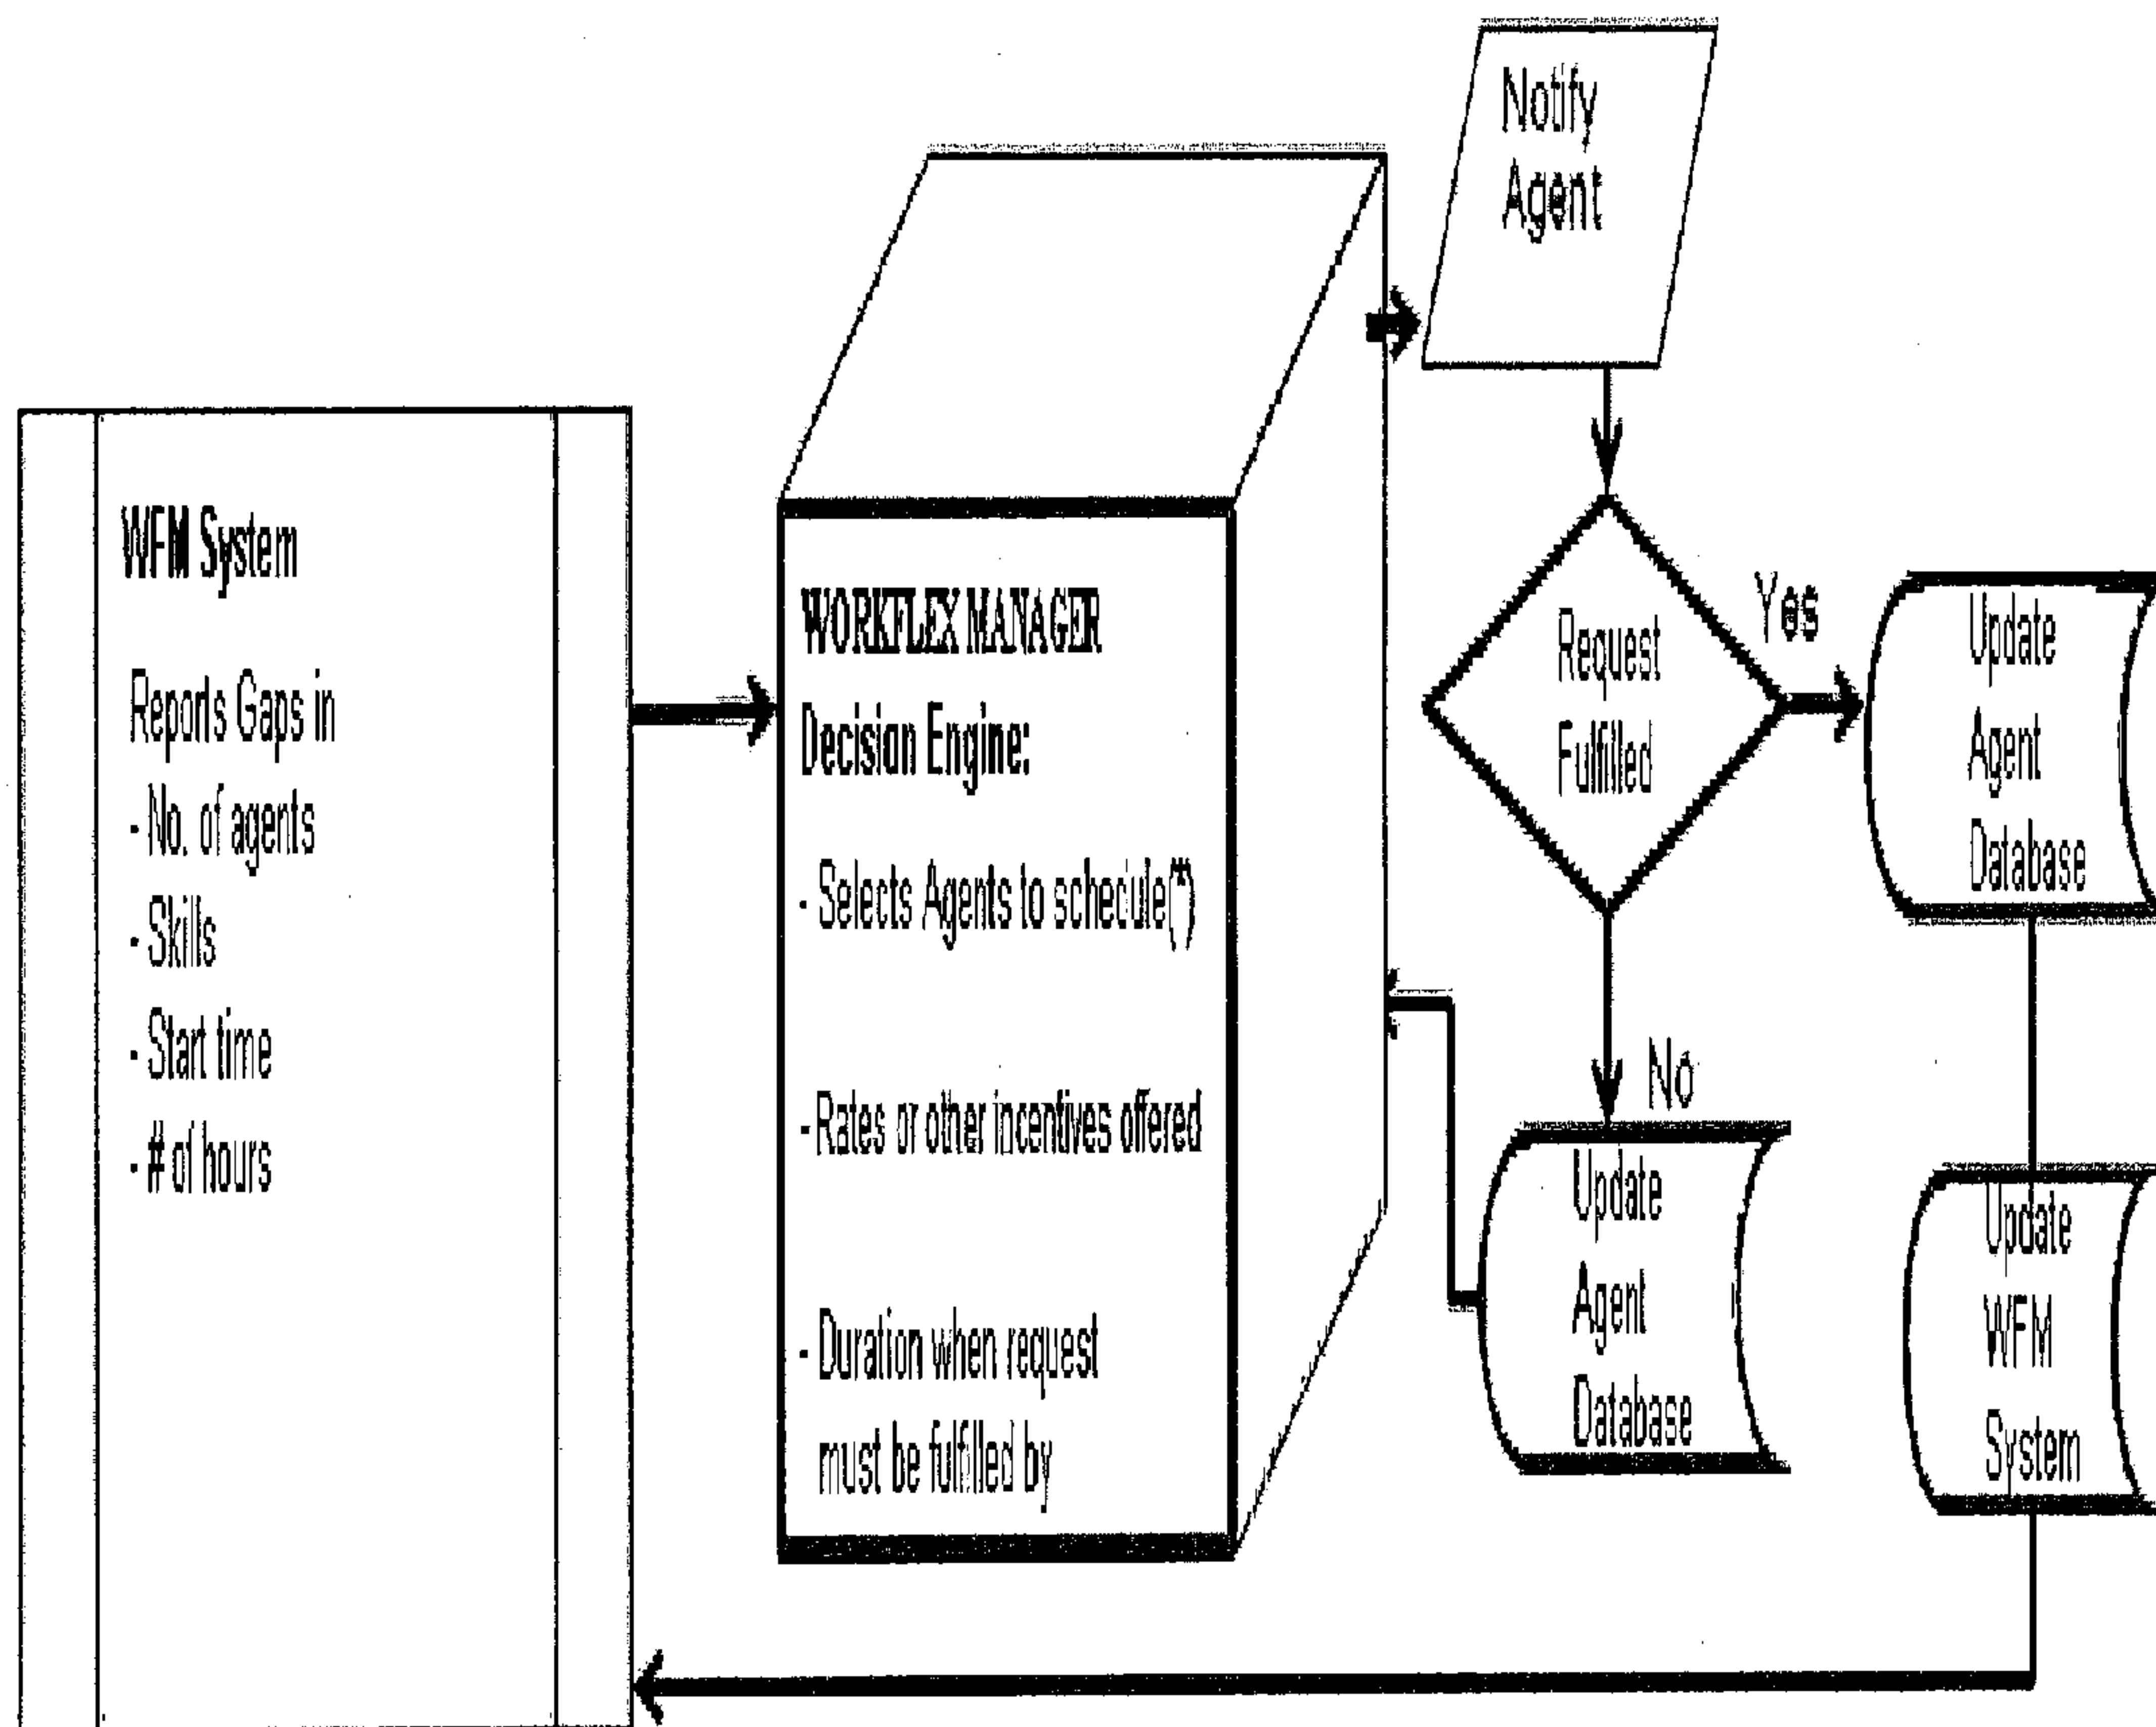 WFM System
Reports Gaps in
- No. of agents
- Skills
- Start time
- # of hours
WORKFLEX MANAGER
Decision Engine:
- Selects Agents to schedule(*)
- Rates or other incentives offered
- Duration when request
must be fulfilled by
Notify
Agent
Request
Fulfilled
Yes
No
Update
Agent
Database
Update
Agent
Database
Update
WFM
System